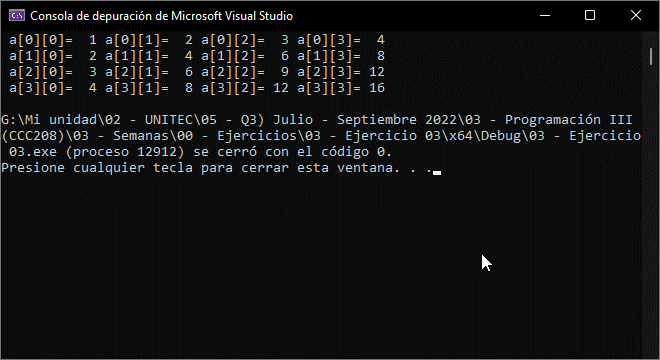 Consola de depuración de Microsoft Visual Studio
a[0][0]=  1 a[0][1]=  2 a[0][2]=  3 a[0][3]=  4
a[1][0]=  2 a[1][1]=  4 a[1][2]=  6 a[1][3]=  8
a[2][0]=  3 a[2][1]=  6 a[2][2]=  9 a[2][3]= 12
a[3][0]=  4 a[3][1]=  8 a[3][2]= 12 a[3][3]= 16
G:\Mi unidad\02 - UNITEC\05 - Q3) Julio - Septiembre 2022\03 - Programación III
(CCC208)\03 - Semanas\00 - Ejercicios\03 - Ejercicio 03\x64\Debug\03 - Ejercicio
03.exe (proceso 12912) se cerró con el código 0.
Presione cualquier tecla para cerrar esta ventana. . .